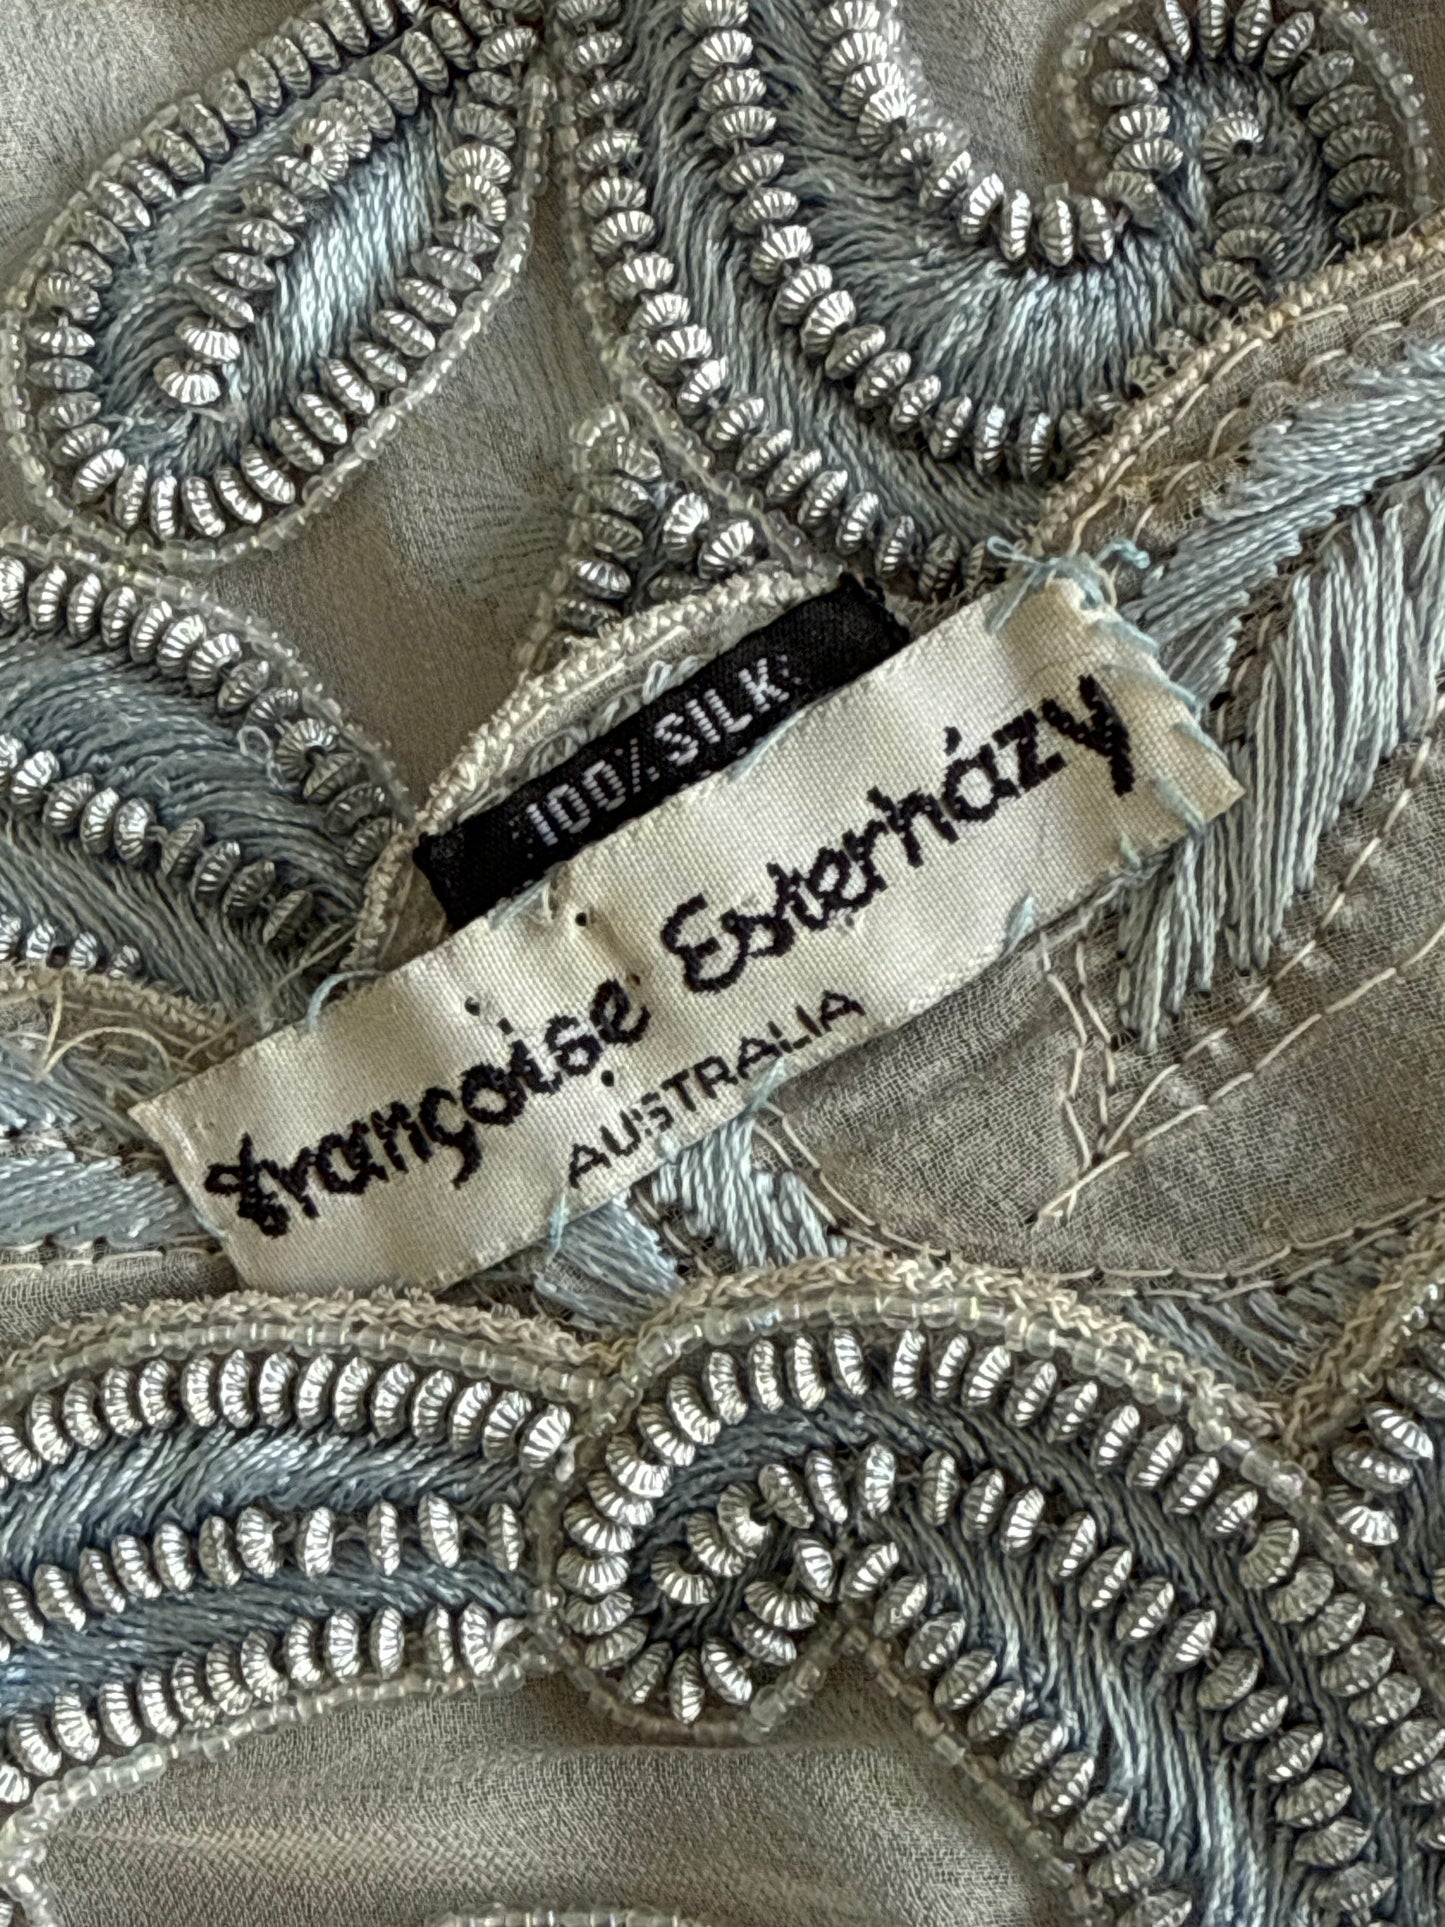 100% SILK
Françoise Esterházy
AUSTRALIA